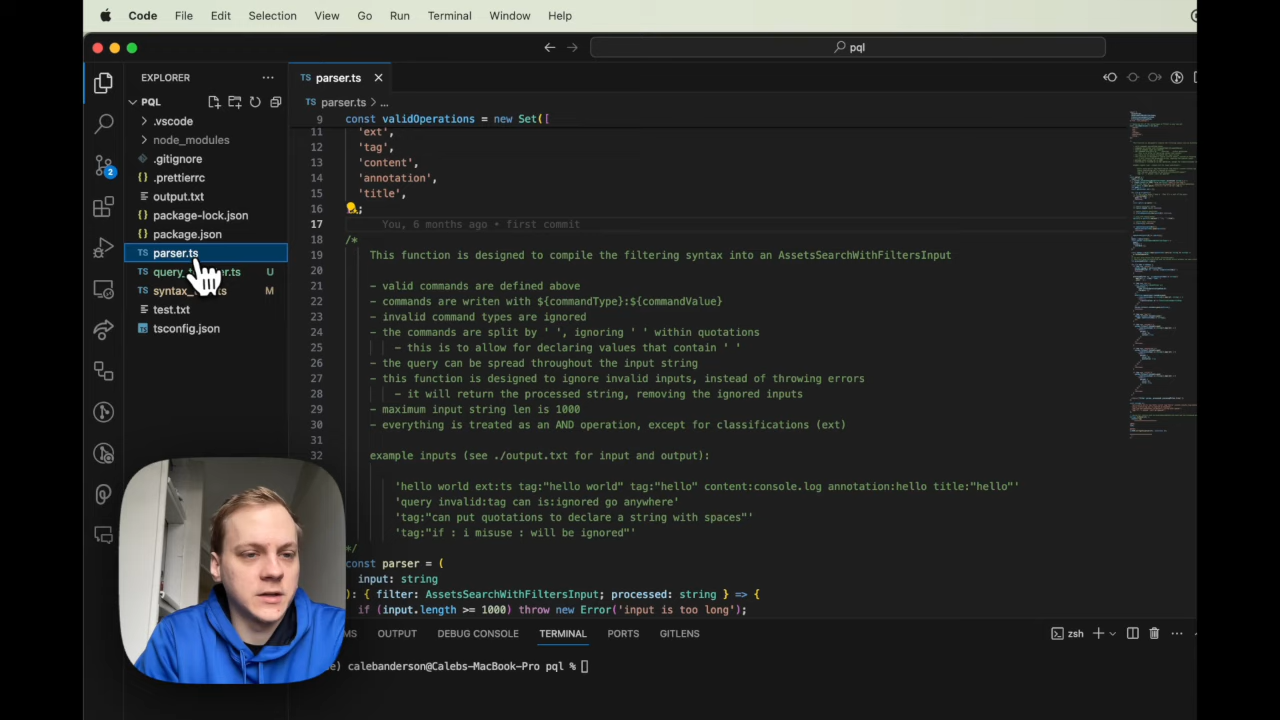 Code File Edit Selection View Go Run Terminal Window Help
pql
EXPLORER
TS parser.ts
PQL
TS parser.ts > ...
.vscode
node_modules
.gitignore
.prettierrc
output.txt
package-lock.json
package.json
TS parser.ts
TS query_ er.ts U
TS syntax_ ts M
test.txt
tsconfig.json
9 const validOperations = new Set([
11 'ext',
12 'tag',
13 'content',
14 'annotation',
15 'title',
16 ;
17 You, 6 months ago • first commit
18 /*
19 This function is designed to compile the filtering syntax into an AssetsSearchWithFiltersInput
20
21 - valid commands are defined above
22 - commands are writen with ${commandType}:${commandValue}
23 - invalid command types are ignored
24 - the commands are split by ' ', ignoring ' ' within quotations
25 - this is to allow for declaring values that contain ' '
26 - the query can be spread throughout the input string
27 - this function is designed to ignore invalid inputs, instead of throwing errors
28 - it will return the processed string, removing the ignored inputs
29 - maximum input string len is 1000
30 - everything is treated as an AND operation, except for classifications (ext)
31
32 example inputs (see ./output.txt for input and output):
'hello world ext:ts tag:"hello world" tag:"hello" content:console.log annotation:hello title:"hello"'
'query invalid:tag can is:ignored go anywhere'
'tag:"can put quotations to declare a string with spaces"'
'tag:"if : i misuse : will be ignored"'
*/
const parser = (
input: string
): { filter: AssetsSearchWithFiltersInput; processed: string } => {
if (input.length >= 1000) throw new Error('input is too long');
MS OUTPUT DEBUG CONSOLE TERMINAL PORTS GITLENS
zsh
) calebanderson@Calebs-MacBook-Pro pql %
2